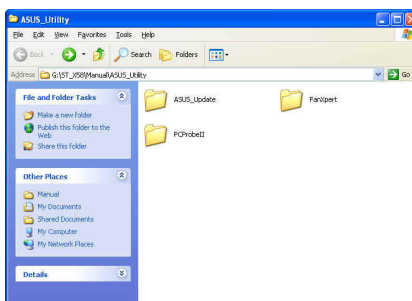 ASUS_Utility
File Edit View Favorites Tools Help
Back Search Folders
Address G:\ST_X58\Manual\ASUS_Utility Go
File and Folder Tasks
Make a new folder
Publish this folder to the
Web
Share this folder
Other Places
Manual
My Documents
Shared Documents
My Computer
My Network Places
Details
ASUS_Update
FanXpert
PCProbeII